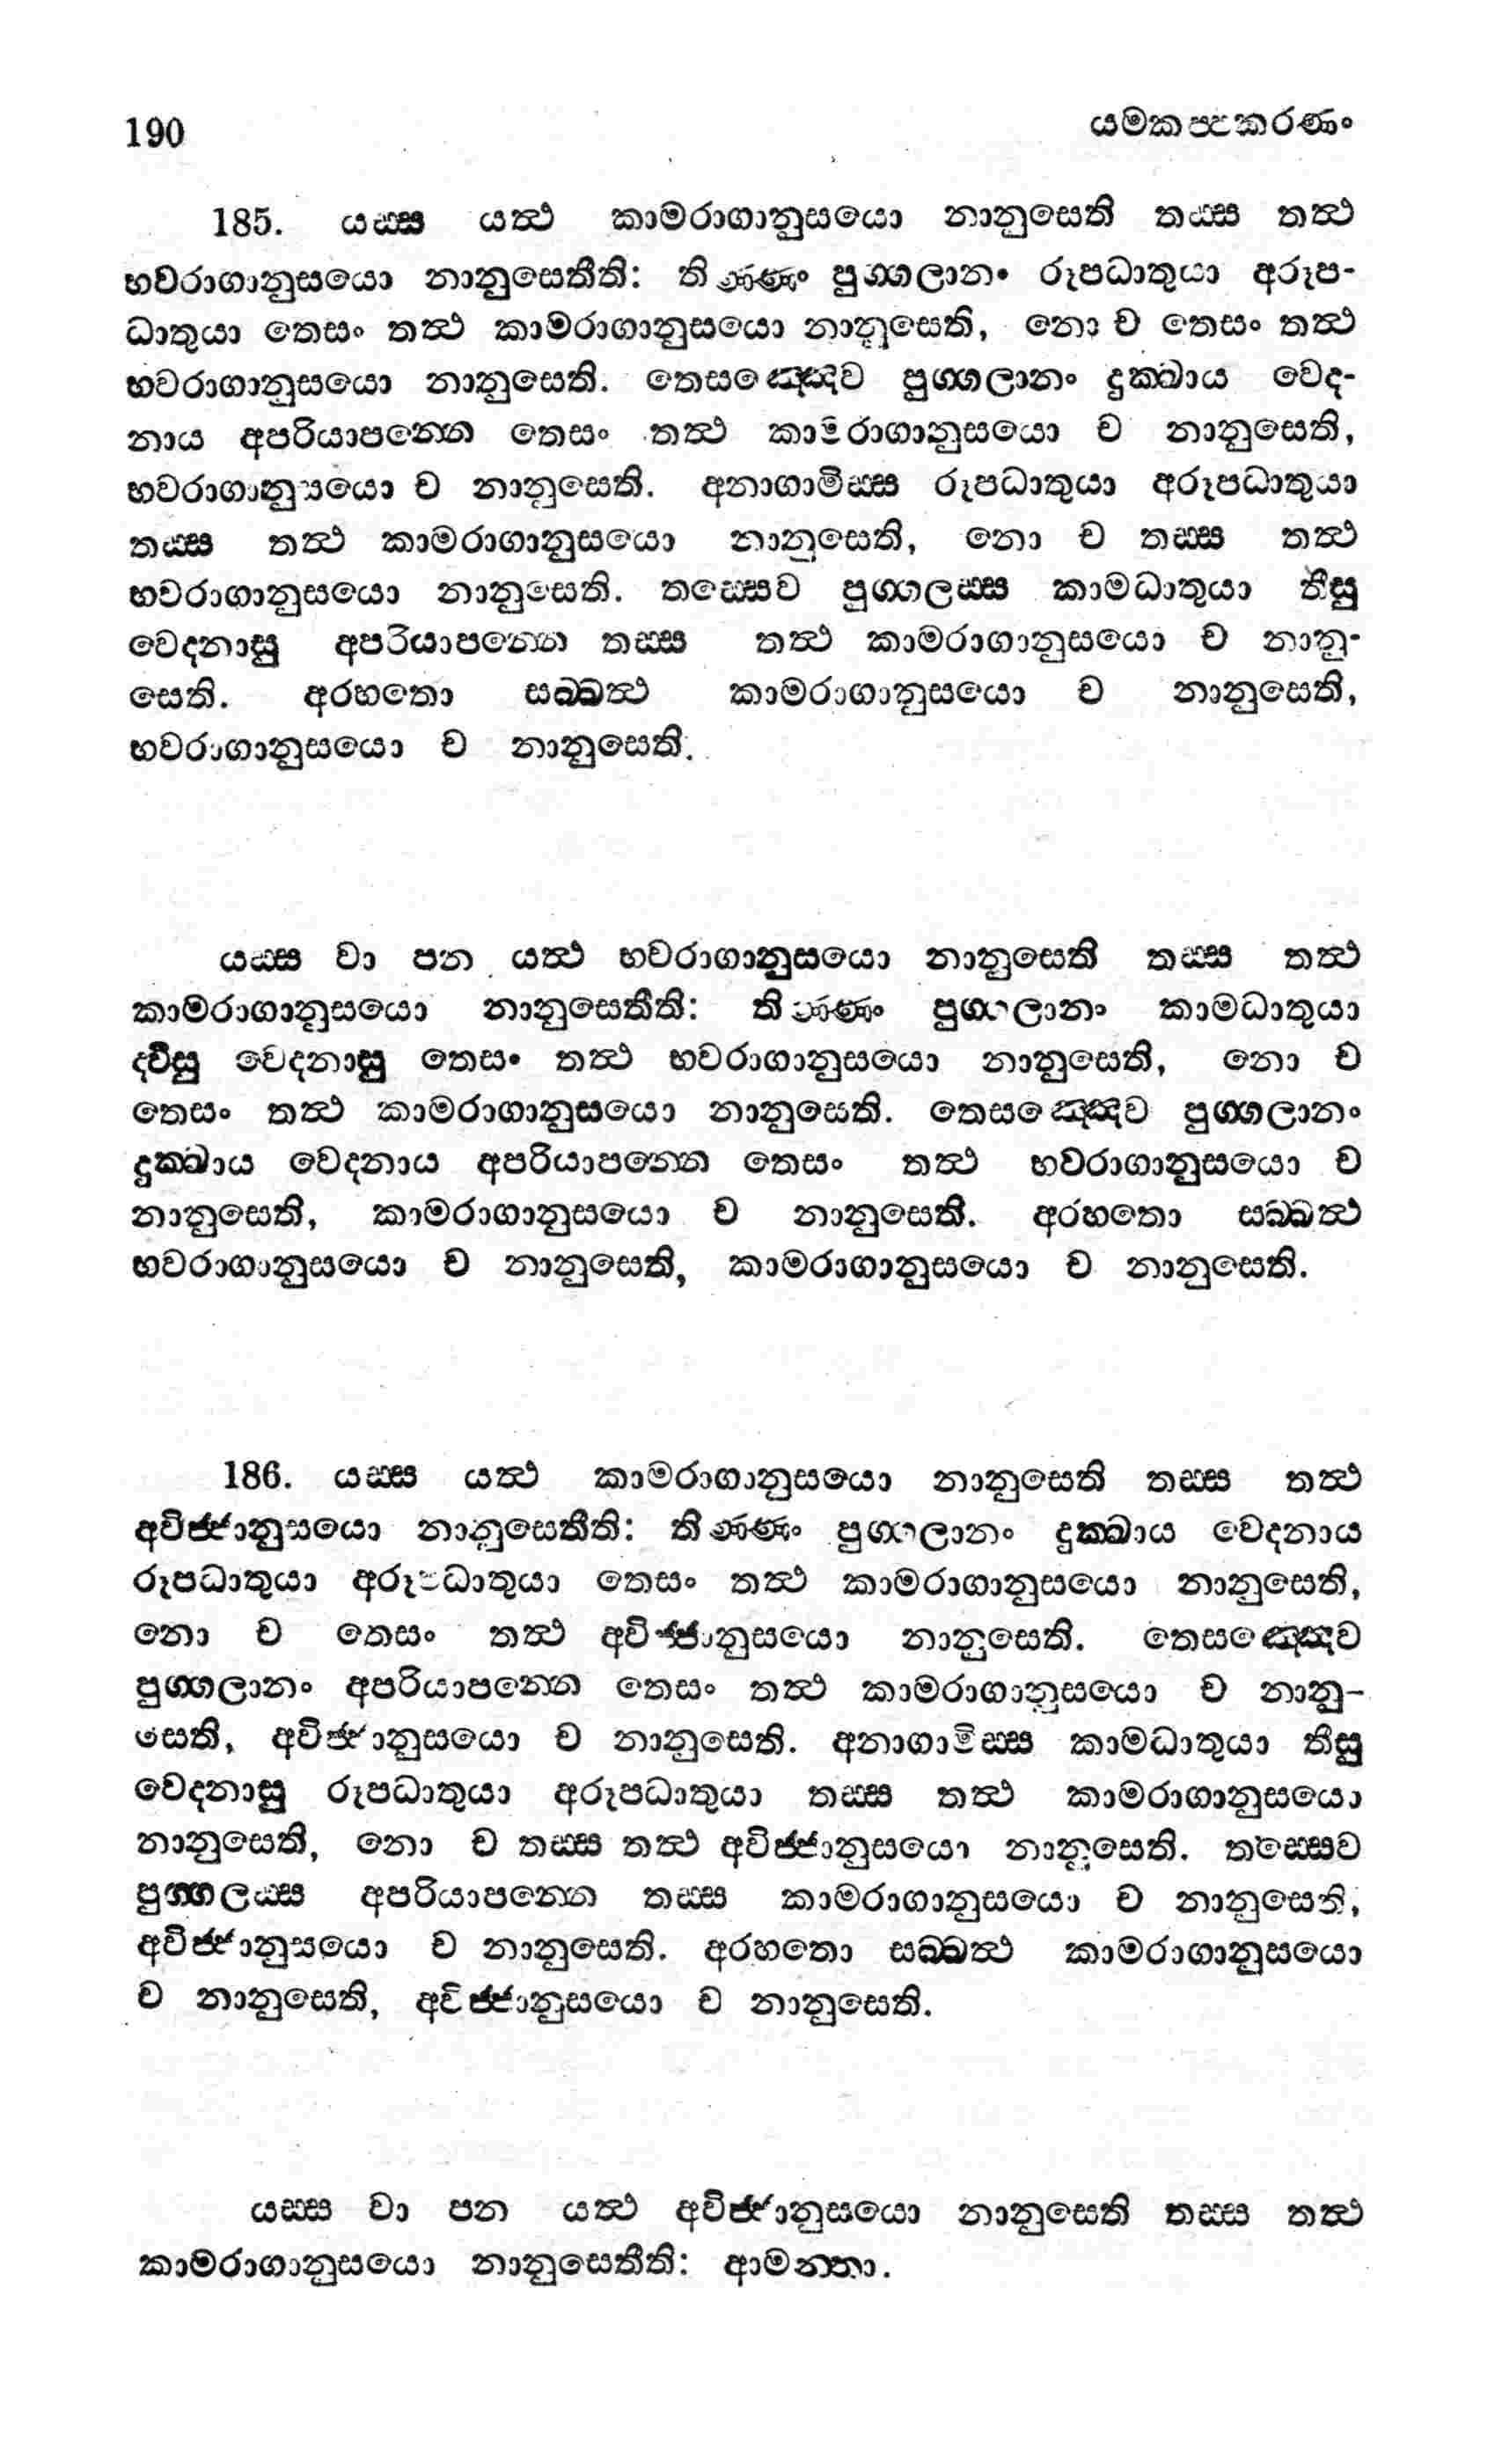 190
යමකප්පකරණං
185. යස්ස යත්ථ කාමරාගානුසයො නානුසෙති තස්ස තත්ථ
භවරාගානුසයො නානුසෙතීති: තිණ්ණං පුග්ගලානං රූපධාතුයා අරූප-
ධාතුයා තෙසං තත්ථ කාමරාගානුසයො නානුසෙති, නො ච තෙසං තත්ථ
භවරාගානුසයො නානුසෙති. තෙසඤ්ඤෙව පුග්ගලානං දුක්ඛාය වෙද-
නාය අපරියාපන්නෙ තෙසං තත්ථ කාමරාගානුසයො ච නානුසෙති,
භවරාගානුසයො ච නානුසෙති. අනාගාමිස්ස රූපධාතුයා අරූපධාතුයා
තස්ස තත්ථ කාමරාගානුසයො නානුසෙති, නො ච තස්ස තත්ථ
භවරාගානුසයො නානුසෙති. තස්සෙව පුග්ගලස්ස කාමධාතුයා තීසු
වෙදනාසු අපරියාපන්නෙ තස්ස තත්ථ කාමරාගානුසයො ච නානු-
සෙති. අරහතො සබ්බත්ථ කාමරාගානුසයො ච නානුසෙති,
භවරාගානුසයො ච නානුසෙති.
යස්ස වා පන යත්ථ භවරාගානුසයො නානුසෙති තස්ස තත්ථ
කාමරාගානුසයො නානුසෙතීති: තිණ්ණං පුග්ගලානං කාමධාතුයා
ද්වීසු වෙදනාසු තෙසං තත්ථ භවරාගානුසයො නානුසෙති, නො ච
තෙසං තත්ථ කාමරාගානුසයො නානුසෙති. තෙසඤ්ඤෙව පුග්ගලානං
දුක්ඛාය වෙදනාය අපරියාපන්නෙ තෙසං තත්ථ භවරාගානුසයො ච
නානුසෙති, කාමරාගානුසයො ච නානුසෙති. අරහතො සබ්බත්ථ
භවරාගානුසයො ච නානුසෙති, කාමරාගානුසයො ච නානුසෙති.
186. යස්ස යත්ථ කාමරාගානුසයො නානුසෙති තස්ස තත්ථ
අවිජ්ජානුසයො නානුසෙතීති: තිණ්ණං පුග්ගලානං දුක්ඛාය වෙදනාය
රූපධාතුයා අරූපධාතුයා තෙසං තත්ථ කාමරාගානුසයො නානුසෙති,
නො ච තෙසං තත්ථ අවිජ්ජානුසයො නානුසෙති. තෙසඤ්ඤෙව
පුග්ගලානං අපරියාපන්නෙ තෙසං තත්ථ කාමරාගානුසයො ච නානු-
සෙති, අවිජ්ජානුසයො ච නානුසෙති. අනාගාමිස්ස කාමධාතුයා තීසු
වෙදනාසු රූපධාතුයා අරූපධාතුයා තස්ස තත්ථ කාමරාගානුසයො
නානුසෙති, නො ච තස්ස තත්ථ අවිජ්ජානුසයො නානුසෙති. තස්සෙව
පුග්ගලස්ස අපරියාපන්නෙ තස්ස කාමරාගානුසයො ච නානුසෙති,
අවිජ්ජානුසයො ච නානුසෙති. අරහතො සබ්බත්ථ කාමරාගානුසයො
ච නානුසෙති, අවිජ්ජානුසයො ච නානුසෙති.
යස්ස වා පන යත්ථ අවිජ්ජානුසයො නානුසෙති තස්ස තත්ථ
කාමරාගානුසයො නානුසෙතීති: ආමන්තා.